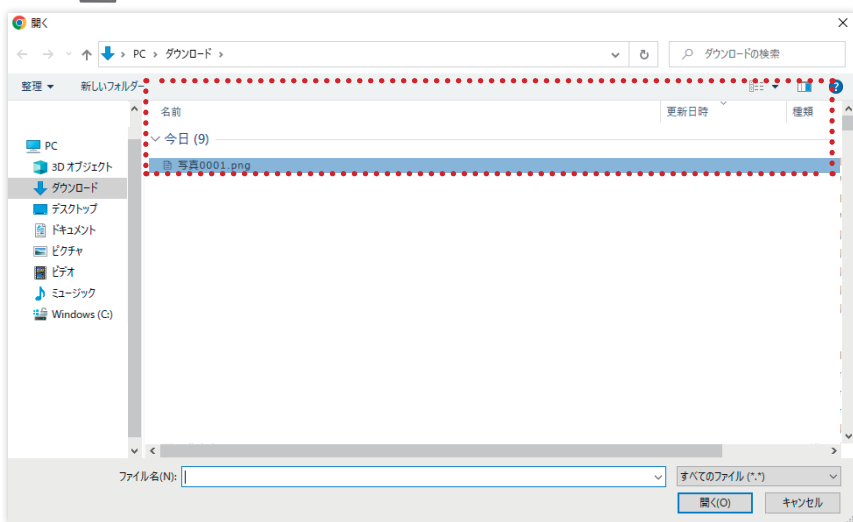 開く
PC › ダウンロード ›
ダウンロードの検索
整理
新しいフォルダー
名前
更新日時
種類
今日 (9)
写真0001.png
PC
3D オブジェクト
ダウンロード
デスクトップ
ドキュメント
ピクチャ
ビデオ
ミュージック
Windows (C:)
ファイル名(N):
すべてのファイル (*.*)
開く(O)
キャンセル